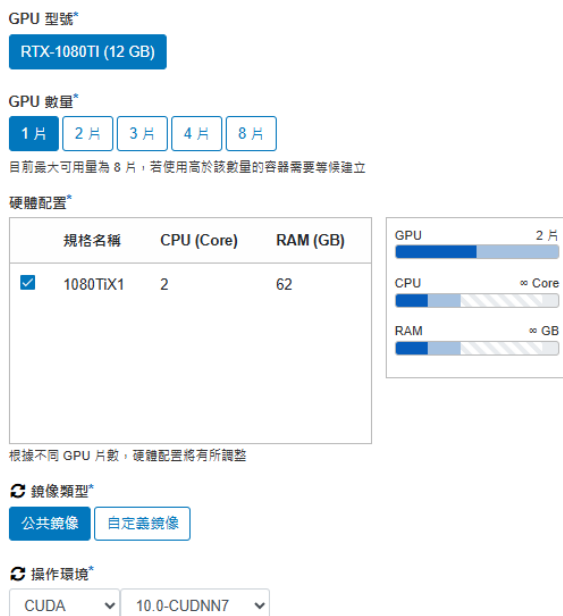 GPU 型號*
RTX-1080TI (12 GB)
GPU 數量*
1 片 2 片 3 片 4 片 8 片
目前最大可用量為 8 片，若使用高於該數量的容器需要等候建立
硬體配置*
規格名稱 CPU (Core) RAM (GB)
1080TiX1 2 62
GPU 2 片
CPU ∞ Core
RAM ∞ GB
根據不同 GPU 片數，硬體配置將有所調整
鏡像類型*
公共鏡像 自定義鏡像
操作環境*
CUDA 10.0-CUDNN7